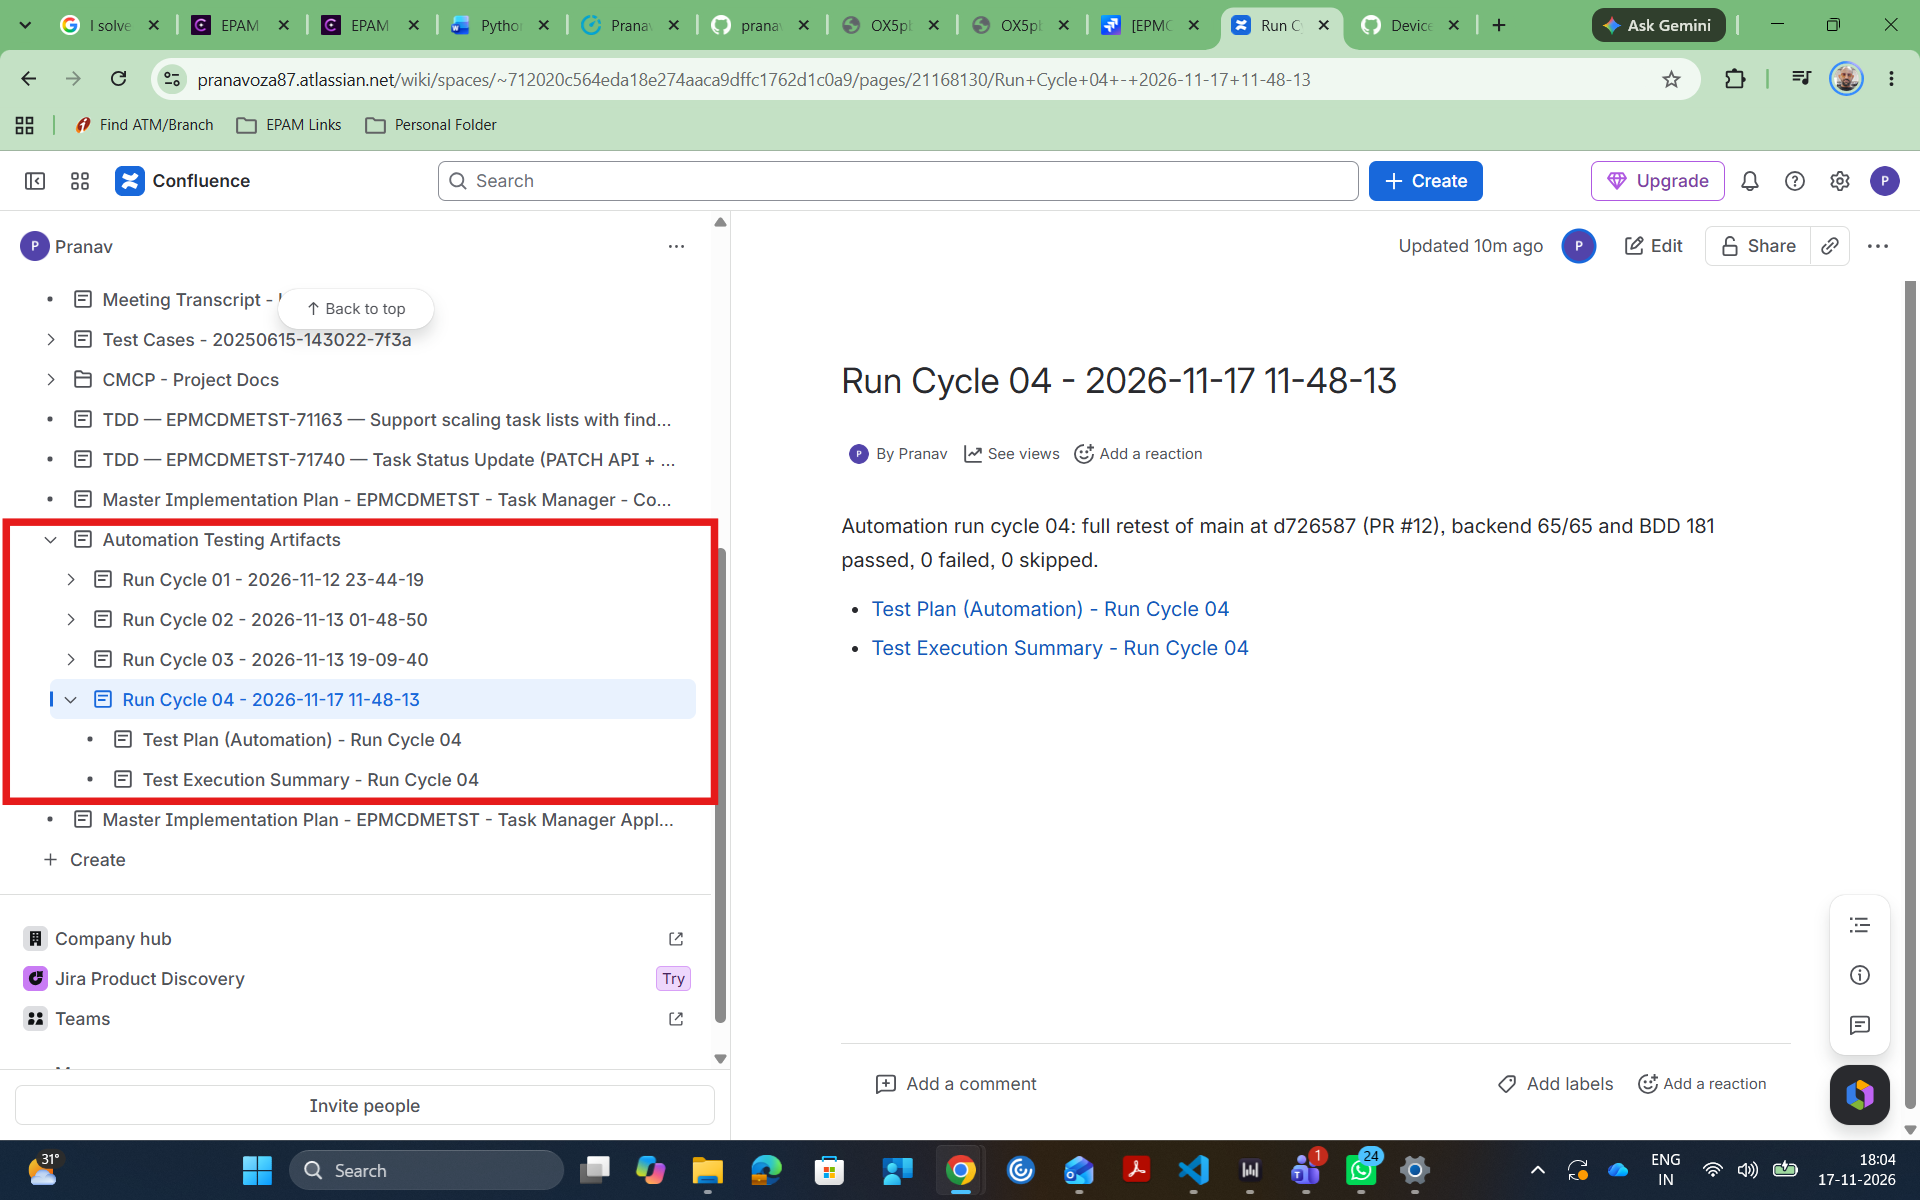 I solve
EPAM
EPAM
Python
Prana
prana
OX5p
OX5p
[EPMC
Run C
Device
Ask Gemini
pranavoza87.atlassian.net/wiki/spaces/~712020c564eda18e274aaca9dffc1762d1c0a9/pages/21168130/Run+Cycle+04+-+2026-11-17+11-48-13
Find ATM/Branch
EPAM Links
Personal Folder
Confluence
Search
+ Create
Upgrade
P
P Pranav
Meeting Transcript -
↑ Back to top
Test Cases - 20250615-143022-7f3a
CMCP - Project Docs
TDD — EPMCDMETST-71163 — Support scaling task lists with find...
TDD — EPMCDMETST-71740 — Task Status Update (PATCH API + ...
Master Implementation Plan - EPMCDMETST - Task Manager - Co...
Automation Testing Artifacts
Run Cycle 01 - 2026-11-12 23-44-19
Run Cycle 02 - 2026-11-13 01-48-50
Run Cycle 03 - 2026-11-13 19-09-40
Run Cycle 04 - 2026-11-17 11-48-13
Test Plan (Automation) - Run Cycle 04
Test Execution Summary - Run Cycle 04
Master Implementation Plan - EPMCDMETST - Task Manager Appl...
+ Create
Company hub
Jira Product Discovery
Try
Teams
Invite people
Updated 10m ago
P
Edit
Share
Run Cycle 04 - 2026-11-17 11-48-13
P By Pranav
See views
Add a reaction
Automation run cycle 04: full retest of main at d726587 (PR #12), backend 65/65 and BDD 181
passed, 0 failed, 0 skipped.
• Test Plan (Automation) - Run Cycle 04
• Test Execution Summary - Run Cycle 04
Add a comment
Add labels
Add a reaction
31°
Search
1
24
ENG
IN
18:04
17-11-2026